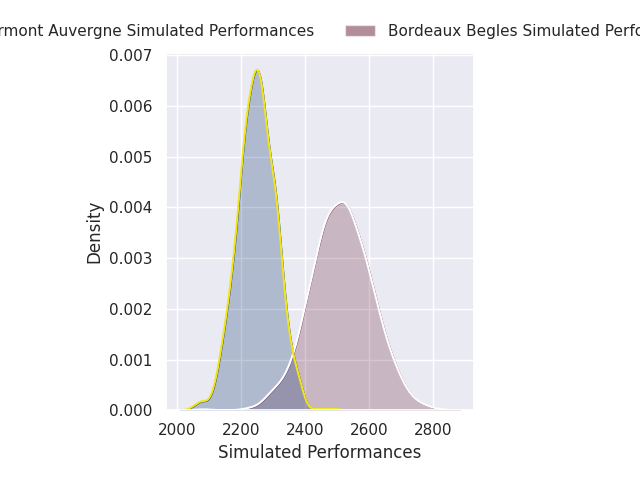 rmont Auvergne Simulated Performances Bordeaux Begles Simulated Perfo
0.007
0.006
0.005
0.004
0.003
0.002
0.001
0.000
Density
2000 2200 2400 2600 2800
Simulated Performances